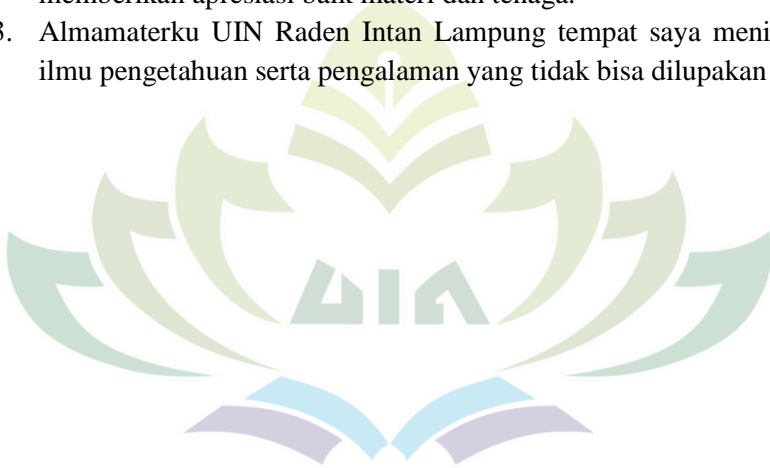 memberikan apresiasi baik materi dan tenaga.
3. Almamaterku UIN Raden Intan Lampung tempat saya meni
ilmu pengetahuan serta pengalaman yang tidak bisa dilupakan
UIN